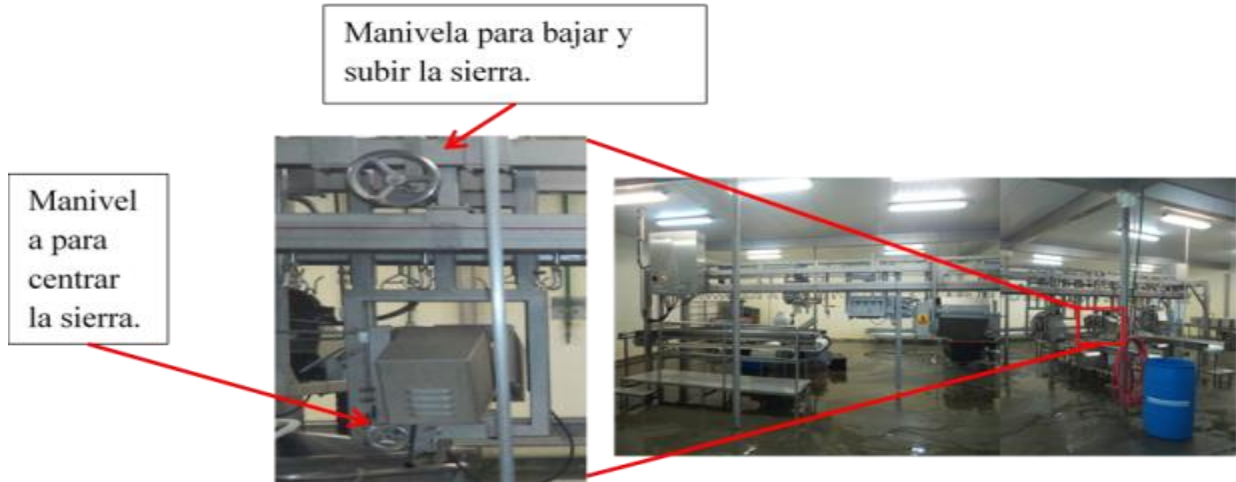 Manivela para bajar y
subir la sierra.
Manivel
a para
centrar
la sierra.